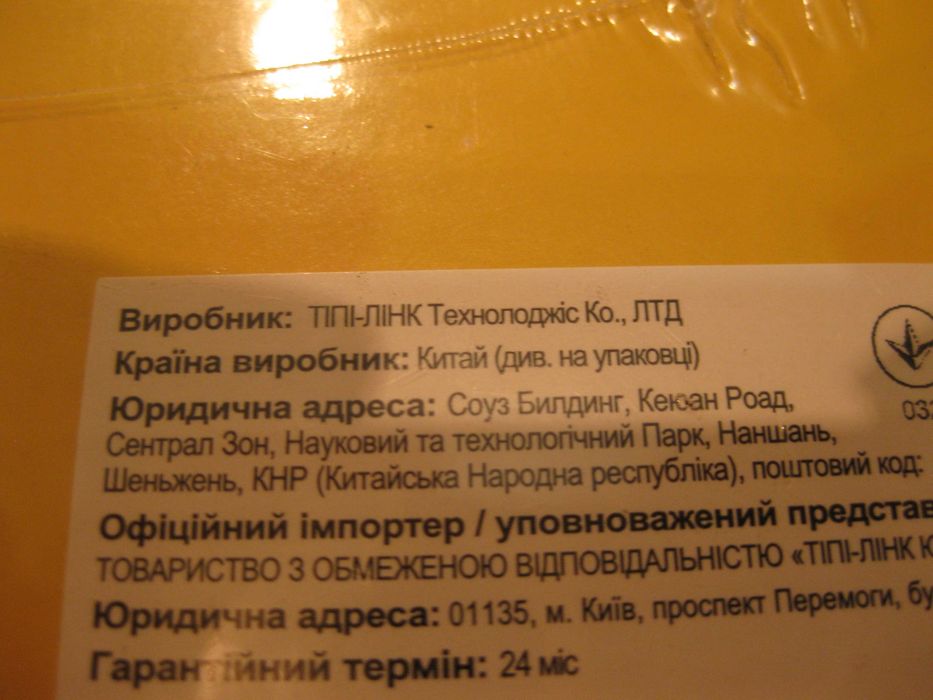 Виробник: ТІПІ-ЛІНК Технолоджіс Ко., ЛТД
Країна виробник: Китай (див. на упаковці)
Юридична адреса: Соуз Билдинг, Кеюан Роад,
Сентрал Зон, Науковий та технологічний Парк, Наншань,
Шеньжень, КНР (Китайська Народна республіка), поштовий код:
Офіційний імпортер / уповноважений представ
ТОВАРИСТВО З ОБМЕЖЕНОЮ ВІДПОВІДАЛЬНІСТЮ «ТІПІ-ЛІНК
Юридична адреса: 01135, м. Київ, проспект Перемоги, бу
Гарантійний термін: 24 міс